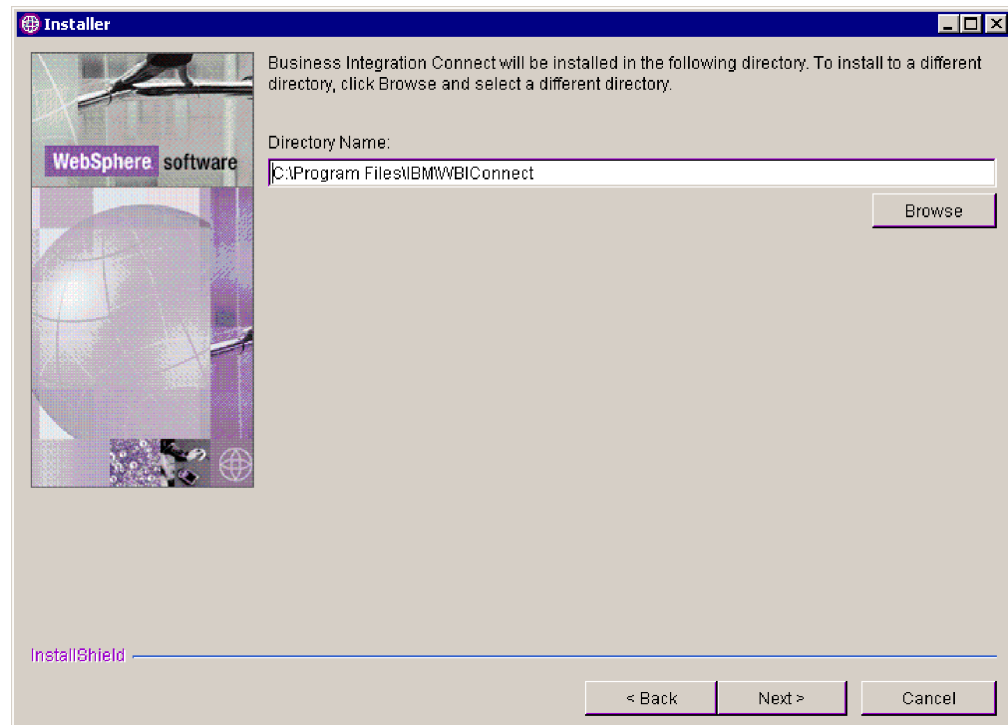 Installer
Business Integration Connect will be installed in the following directory. To install to a different
directory, click Browse and select a different directory.
WebSphere software
Directory Name:
C:\Program Files\IBM\WBIConnect
Browse
InstallShield
< Back
Next >
Cancel